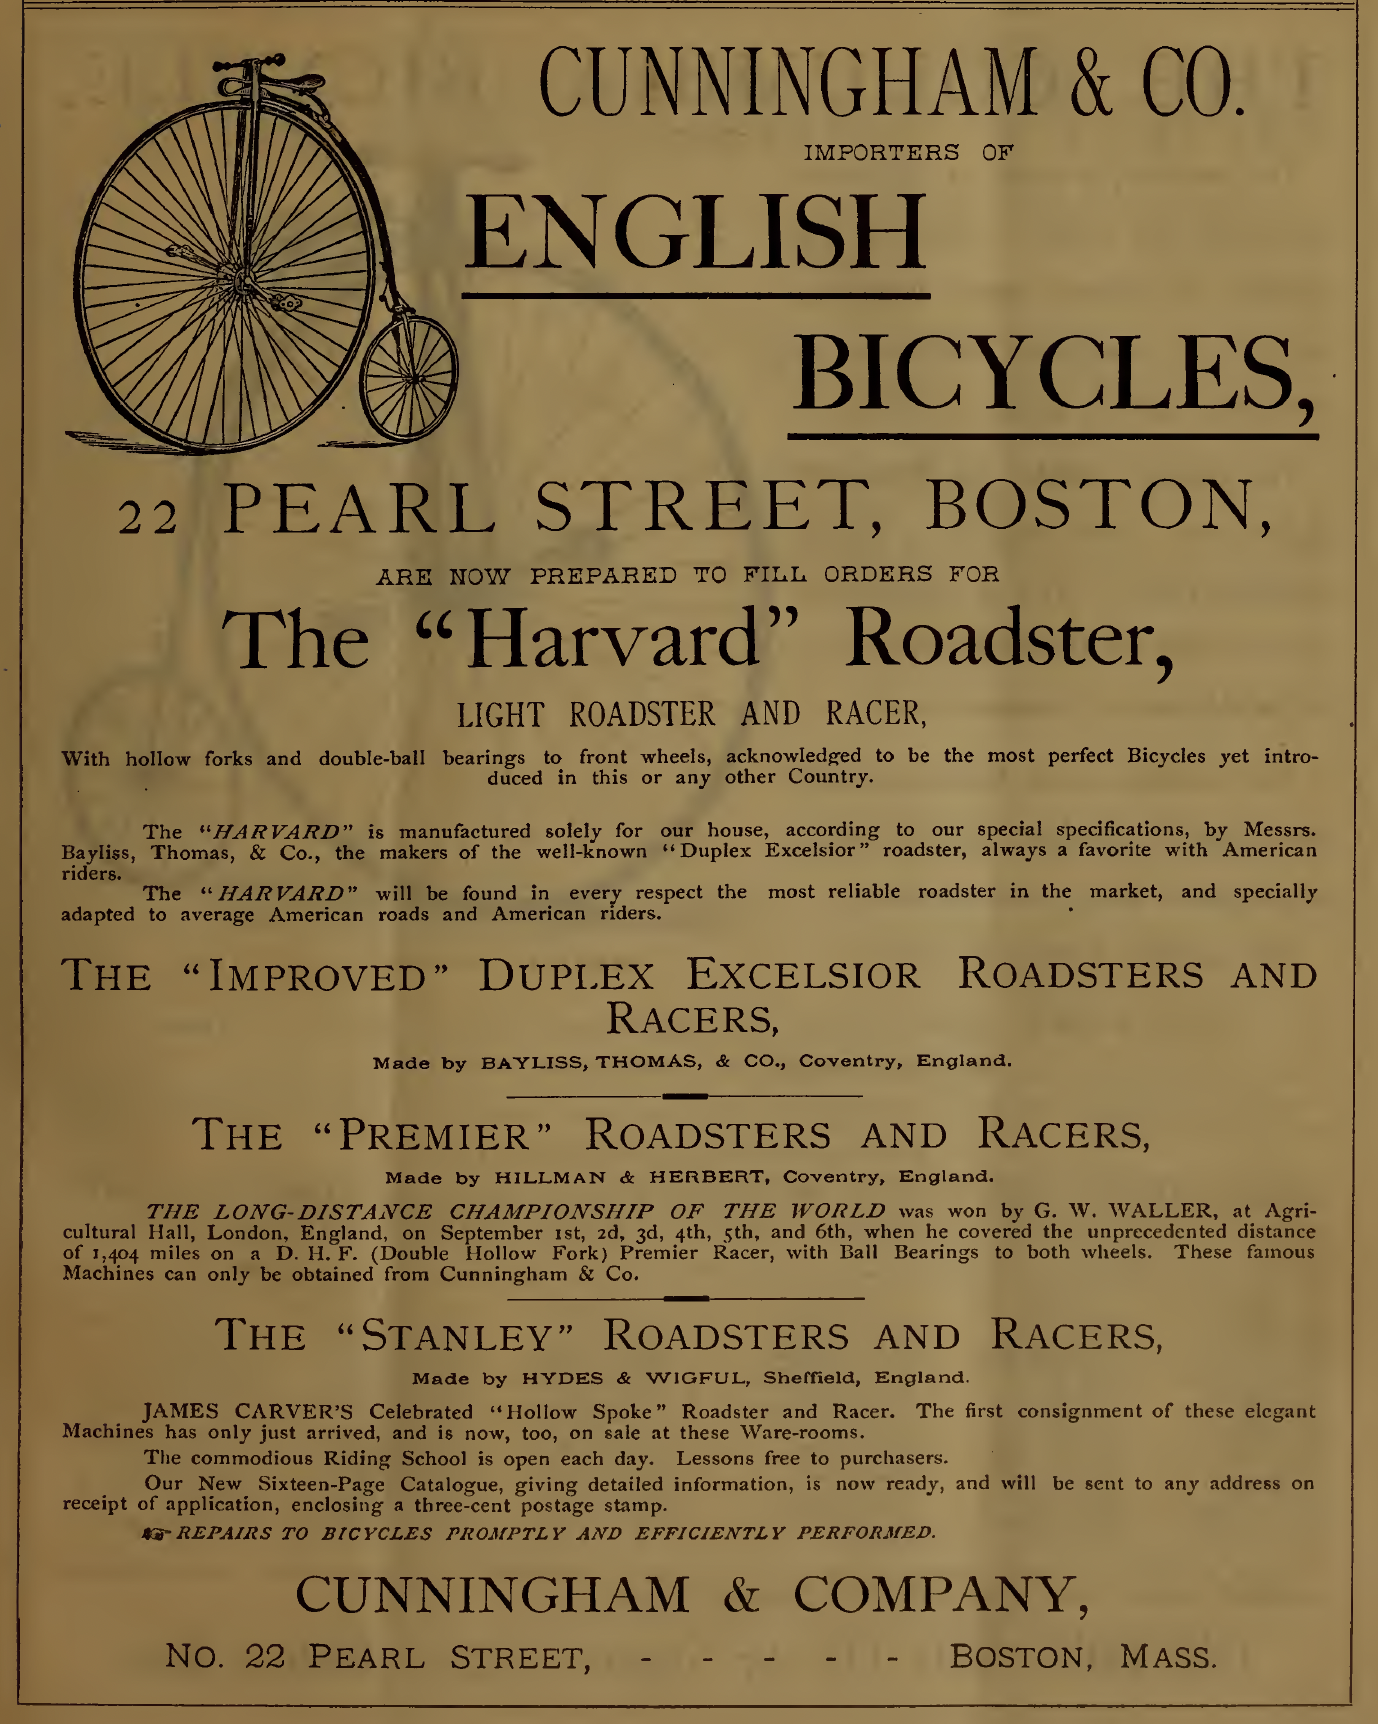 CUNNINGHAM & CO.
IMPORTERS OF
ENGLISH
BICYCLES,
22 PEARL STREET, BOSTON,
ARE NOW PREPARED TO FILL ORDERS FOR
The "Harvard" Roadster,
LIGHT ROADSTER AND RACER,
With hollow forks and double-ball bearings to front wheels, acknowledged to be the most perfect Bicycles yet intro-
duced in this or any other Country.
The "HARVARD" is manufactured solely for our house, according to our special specifications, by Messrs.
Bayliss, Thomas, & Co., the makers of the well-known "Duplex Excelsior" roadster, always a favorite with American
riders.
The "HARVARD" will be found in every respect the most reliable roadster in the market, and specially
adapted to average American roads and American riders.
THE "IMPROVED" DUPLEX EXCELSIOR ROADSTERS AND
RACERS,
Made by BAYLISS, THOMAS, & CO., Coventry, England.
THE "PREMIER" ROADSTERS AND RACERS,
Made by HILLMAN & HERBERT, Coventry, England.
THE LONG-DISTANCE CHAMPIONSHIP OF THE WORLD was won by G. W. WALLER, at Agri-
cultural Hall, London, England, on September 1st, 2d, 3d, 4th, 5th, and 6th, when he covered the unprecedented distance
of 1,404 miles on a D. H. F. (Double Hollow Fork) Premier Racer, with Ball Bearings to both wheels. These famous
Machines can only be obtained from Cunningham & Co.
THE "STANLEY" ROADSTERS AND RACERS,
Made by HYDES & WIGFUL, Sheffield, England.
JAMES CARVER'S Celebrated "Hollow Spoke" Roadster and Racer. The first consignment of these elegant
Machines has only just arrived, and is now, too, on sale at these Ware-rooms.
The commodious Riding School is open each day. Lessons free to purchasers.
Our New Sixteen-Page Catalogue, giving detailed information, is now ready, and will be sent to any address on
receipt of application, enclosing a three-cent postage stamp.
☞ REPAIRS TO BICYCLES PROMPTLY AND EFFICIENTLY PERFORMED.
CUNNINGHAM & COMPANY,
NO. 22 PEARL STREET, - - - - - BOSTON, MASS.